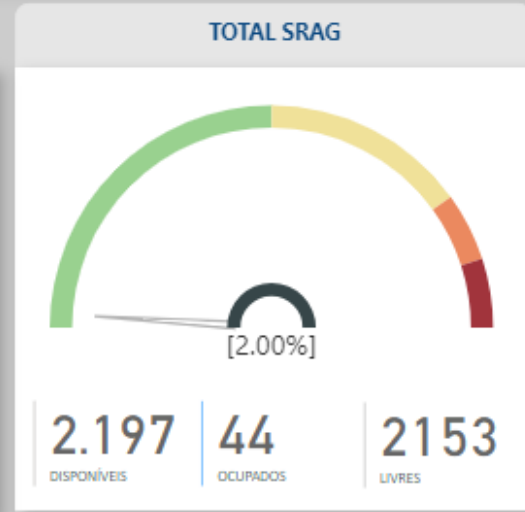 TOTAL SRAG
[2.00%]
2.197 44 2153
DISPONÍVEIS OCUPADOS LIVRES